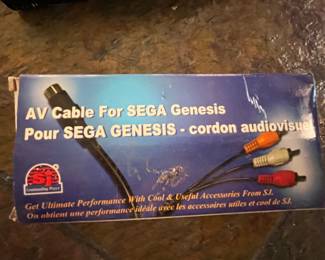 AV Cable For SEGA Genesis
Pour SEGA GENESIS - cordon audiovisuel
SJ
Get Ultimate Performance With Cool & Useful Accessories From SJ.
On obtient une performance idéale avec les accessoires utiles et cool de SJ.